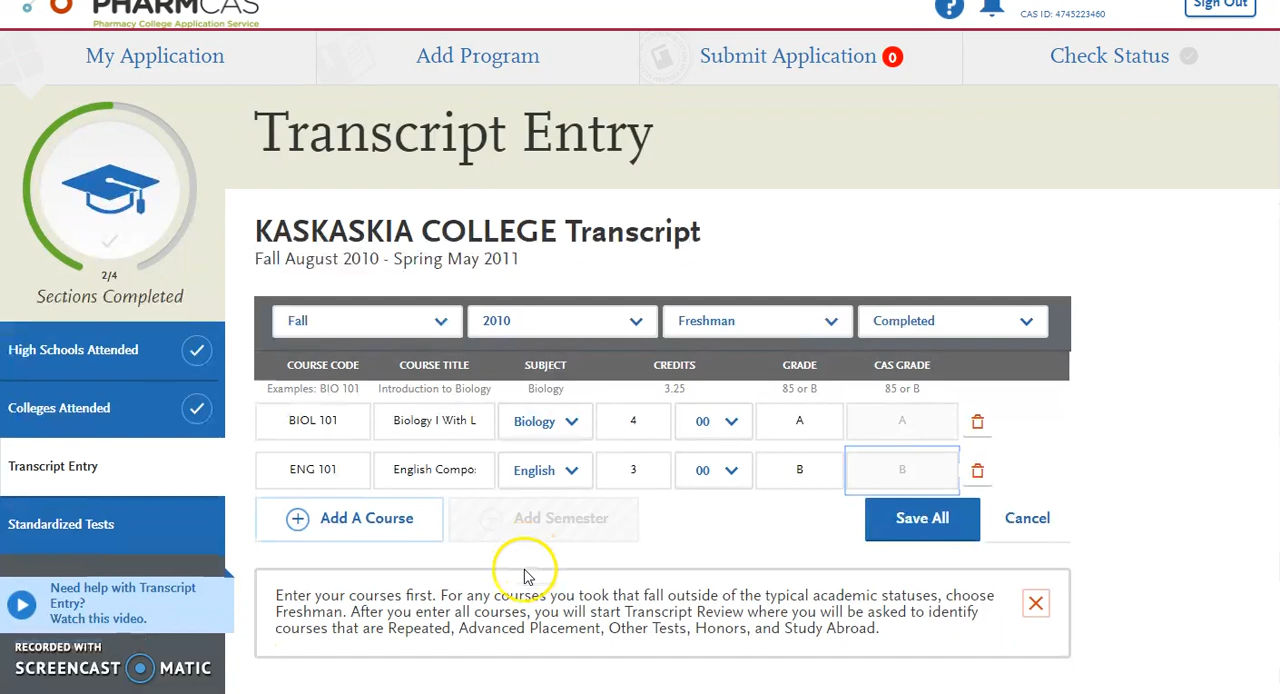 PHARMCAS
Pharmacy College Application Service
CAS ID: 4745223460
Sign Out
My Application
Add Program
Submit Application 0
Check Status
Transcript Entry
2/4
Sections Completed
High Schools Attended
Colleges Attended
Transcript Entry
Standardized Tests
Need help with Transcript
Entry?
Watch this video.
RECORDED WITH
SCREENCAST MATIC
KASKASKIA COLLEGE Transcript
Fall August 2010 - Spring May 2011
Fall 2010 Freshman Completed
COURSE CODE COURSE TITLE SUBJECT CREDITS GRADE CAS GRADE
Examples: BIO 101 Introduction to Biology Biology 3.25 85 or B 85 or B
BIOL 101 Biology I With L Biology 4 00 A A
ENG 101 English Compo: English 3 00 B B
+ Add A Course + Add Semester Save All Cancel
Enter your courses first. For any courses you took that fall outside of the typical academic statuses, choose
Freshman. After you enter all courses, you will start Transcript Review where you will be asked to identify
courses that are Repeated, Advanced Placement, Other Tests, Honors, and Study Abroad.